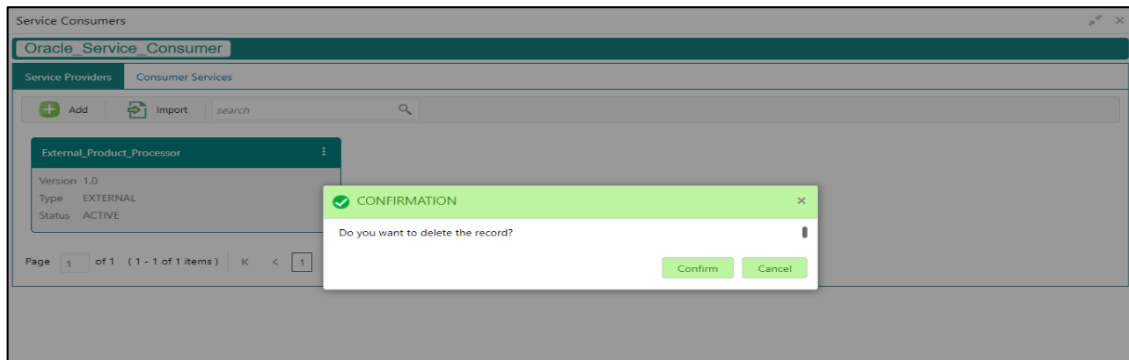 Service Consumers
Oracle_Service_Consumer
Service Providers Consumer Services
Add Import search
External_Product_Processor
Version 1.0
Type EXTERNAL
Status ACTIVE
CONFIRMATION
Do you want to delete the record?
Confirm Cancel
Page 1 of 1 (1 - 1 of 1 items) K < 1